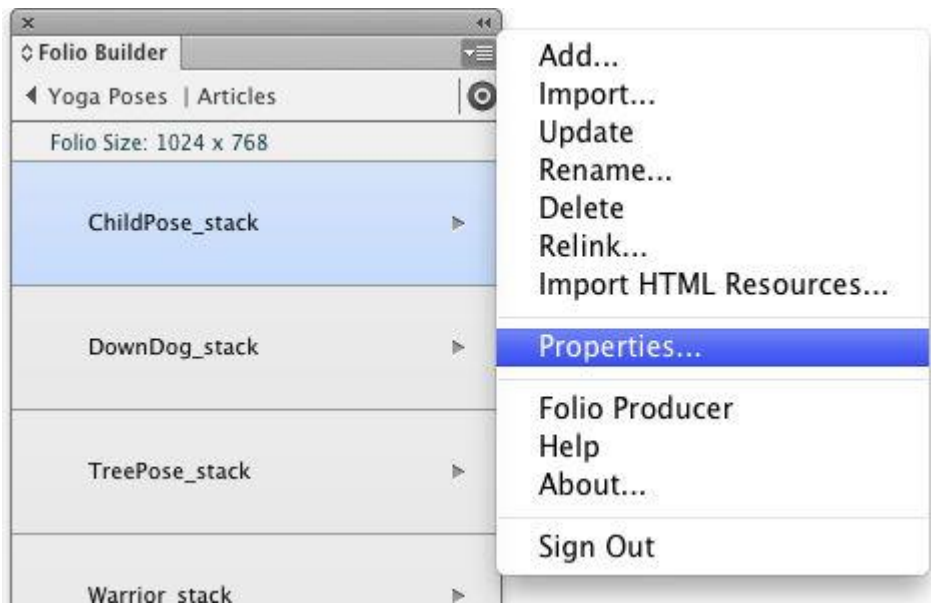 Folio Builder
Yoga Poses | Articles
Folio Size: 1024 x 768
ChildPose_stack
DownDog_stack
TreePose_stack
Warrior_stack
Add...
Import...
Update
Rename...
Delete
Relink...
Import HTML Resources...
Properties...
Folio Producer
Help
About...
Sign Out